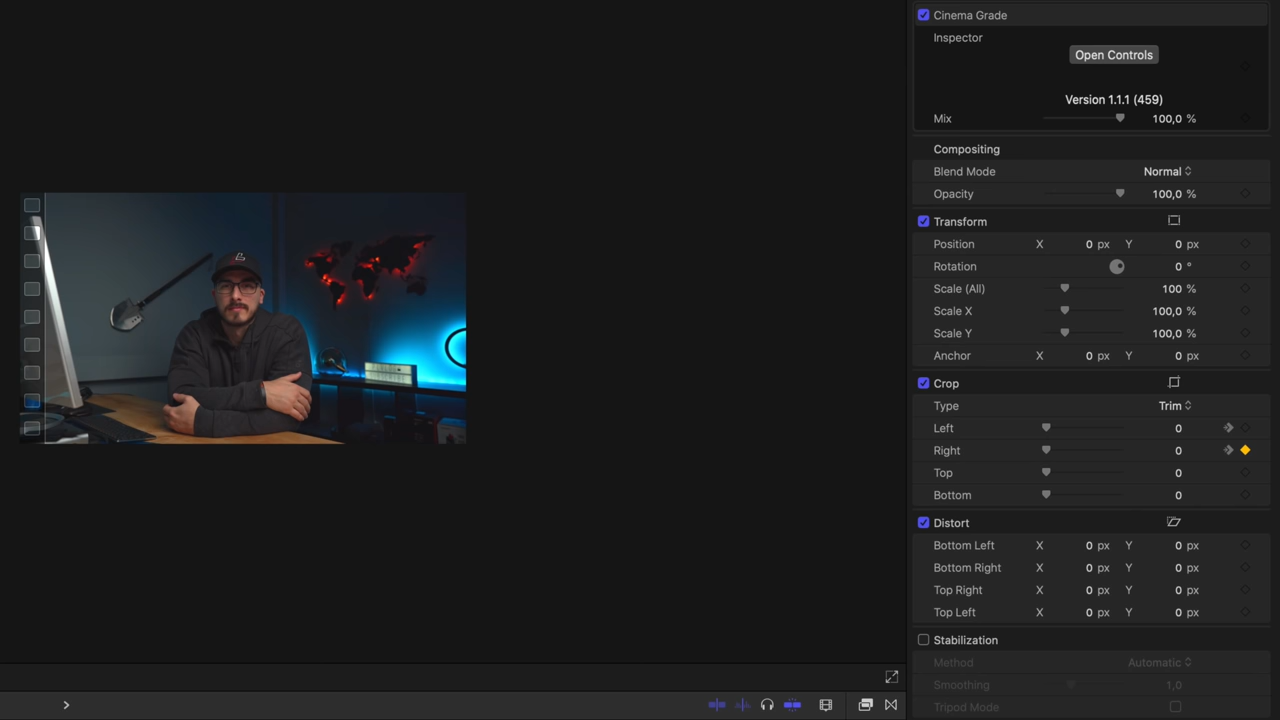 Cinema Grade
Inspector
Open Controls
Version 1.1.1 (459)
Mix 100,0 %
Compositing
Blend Mode Normal
Opacity 100,0 %
Transform
Position X 0 px Y 0 px
Rotation 0 °
Scale (All) 100 %
Scale X 100,0 %
Scale Y 100,0 %
Anchor X 0 px Y 0 px
Crop
Type Trim
Left 0
Right 0
Top 0
Bottom 0
Distort
Bottom Left X 0 px Y 0 px
Bottom Right X 0 px Y 0 px
Top Right X 0 px Y 0 px
Top Left X 0 px Y 0 px
Stabilization
Method Automatic
Smoothing 1,0
Tripod Mode